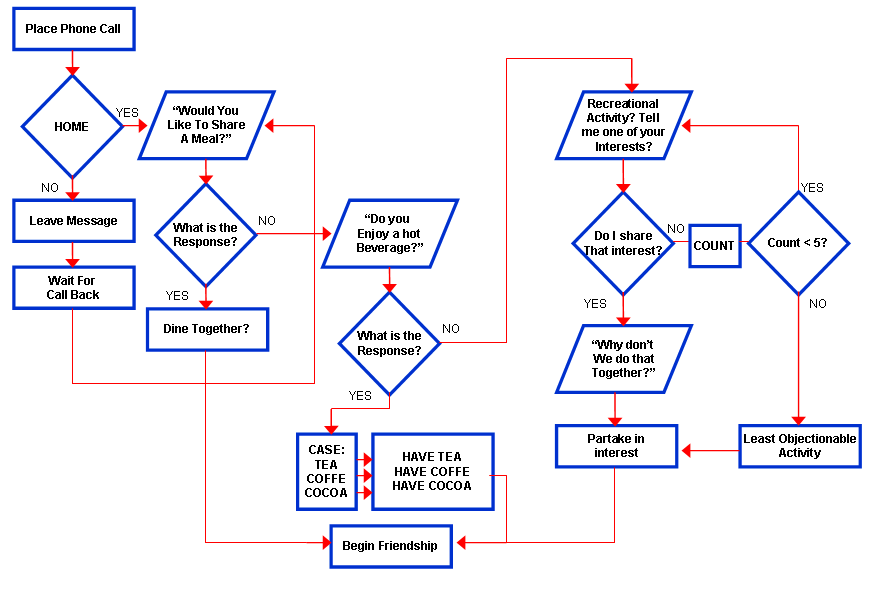 Place Phone Call
HOME
YES
NO
Leave Message
Wait For
Call Back
“Would You
Like To Share
A Meal?”
What is the
Response?
NO
YES
Dine Together?
“Do you
Enjoy a hot
Beverage?”
What is the
Response?
NO
YES
CASE:
TEA
COFFE
COCOA
HAVE TEA
HAVE COFFE
HAVE COCOA
Recreational
Activity? Tell
me one of your
Interests?
Do I share
That interest?
NO
YES
COUNT
Count < 5?
YES
NO
“Why don’t
We do that
Together?”
Partake in
interest
Least Objectionable
Activity
Begin Friendship